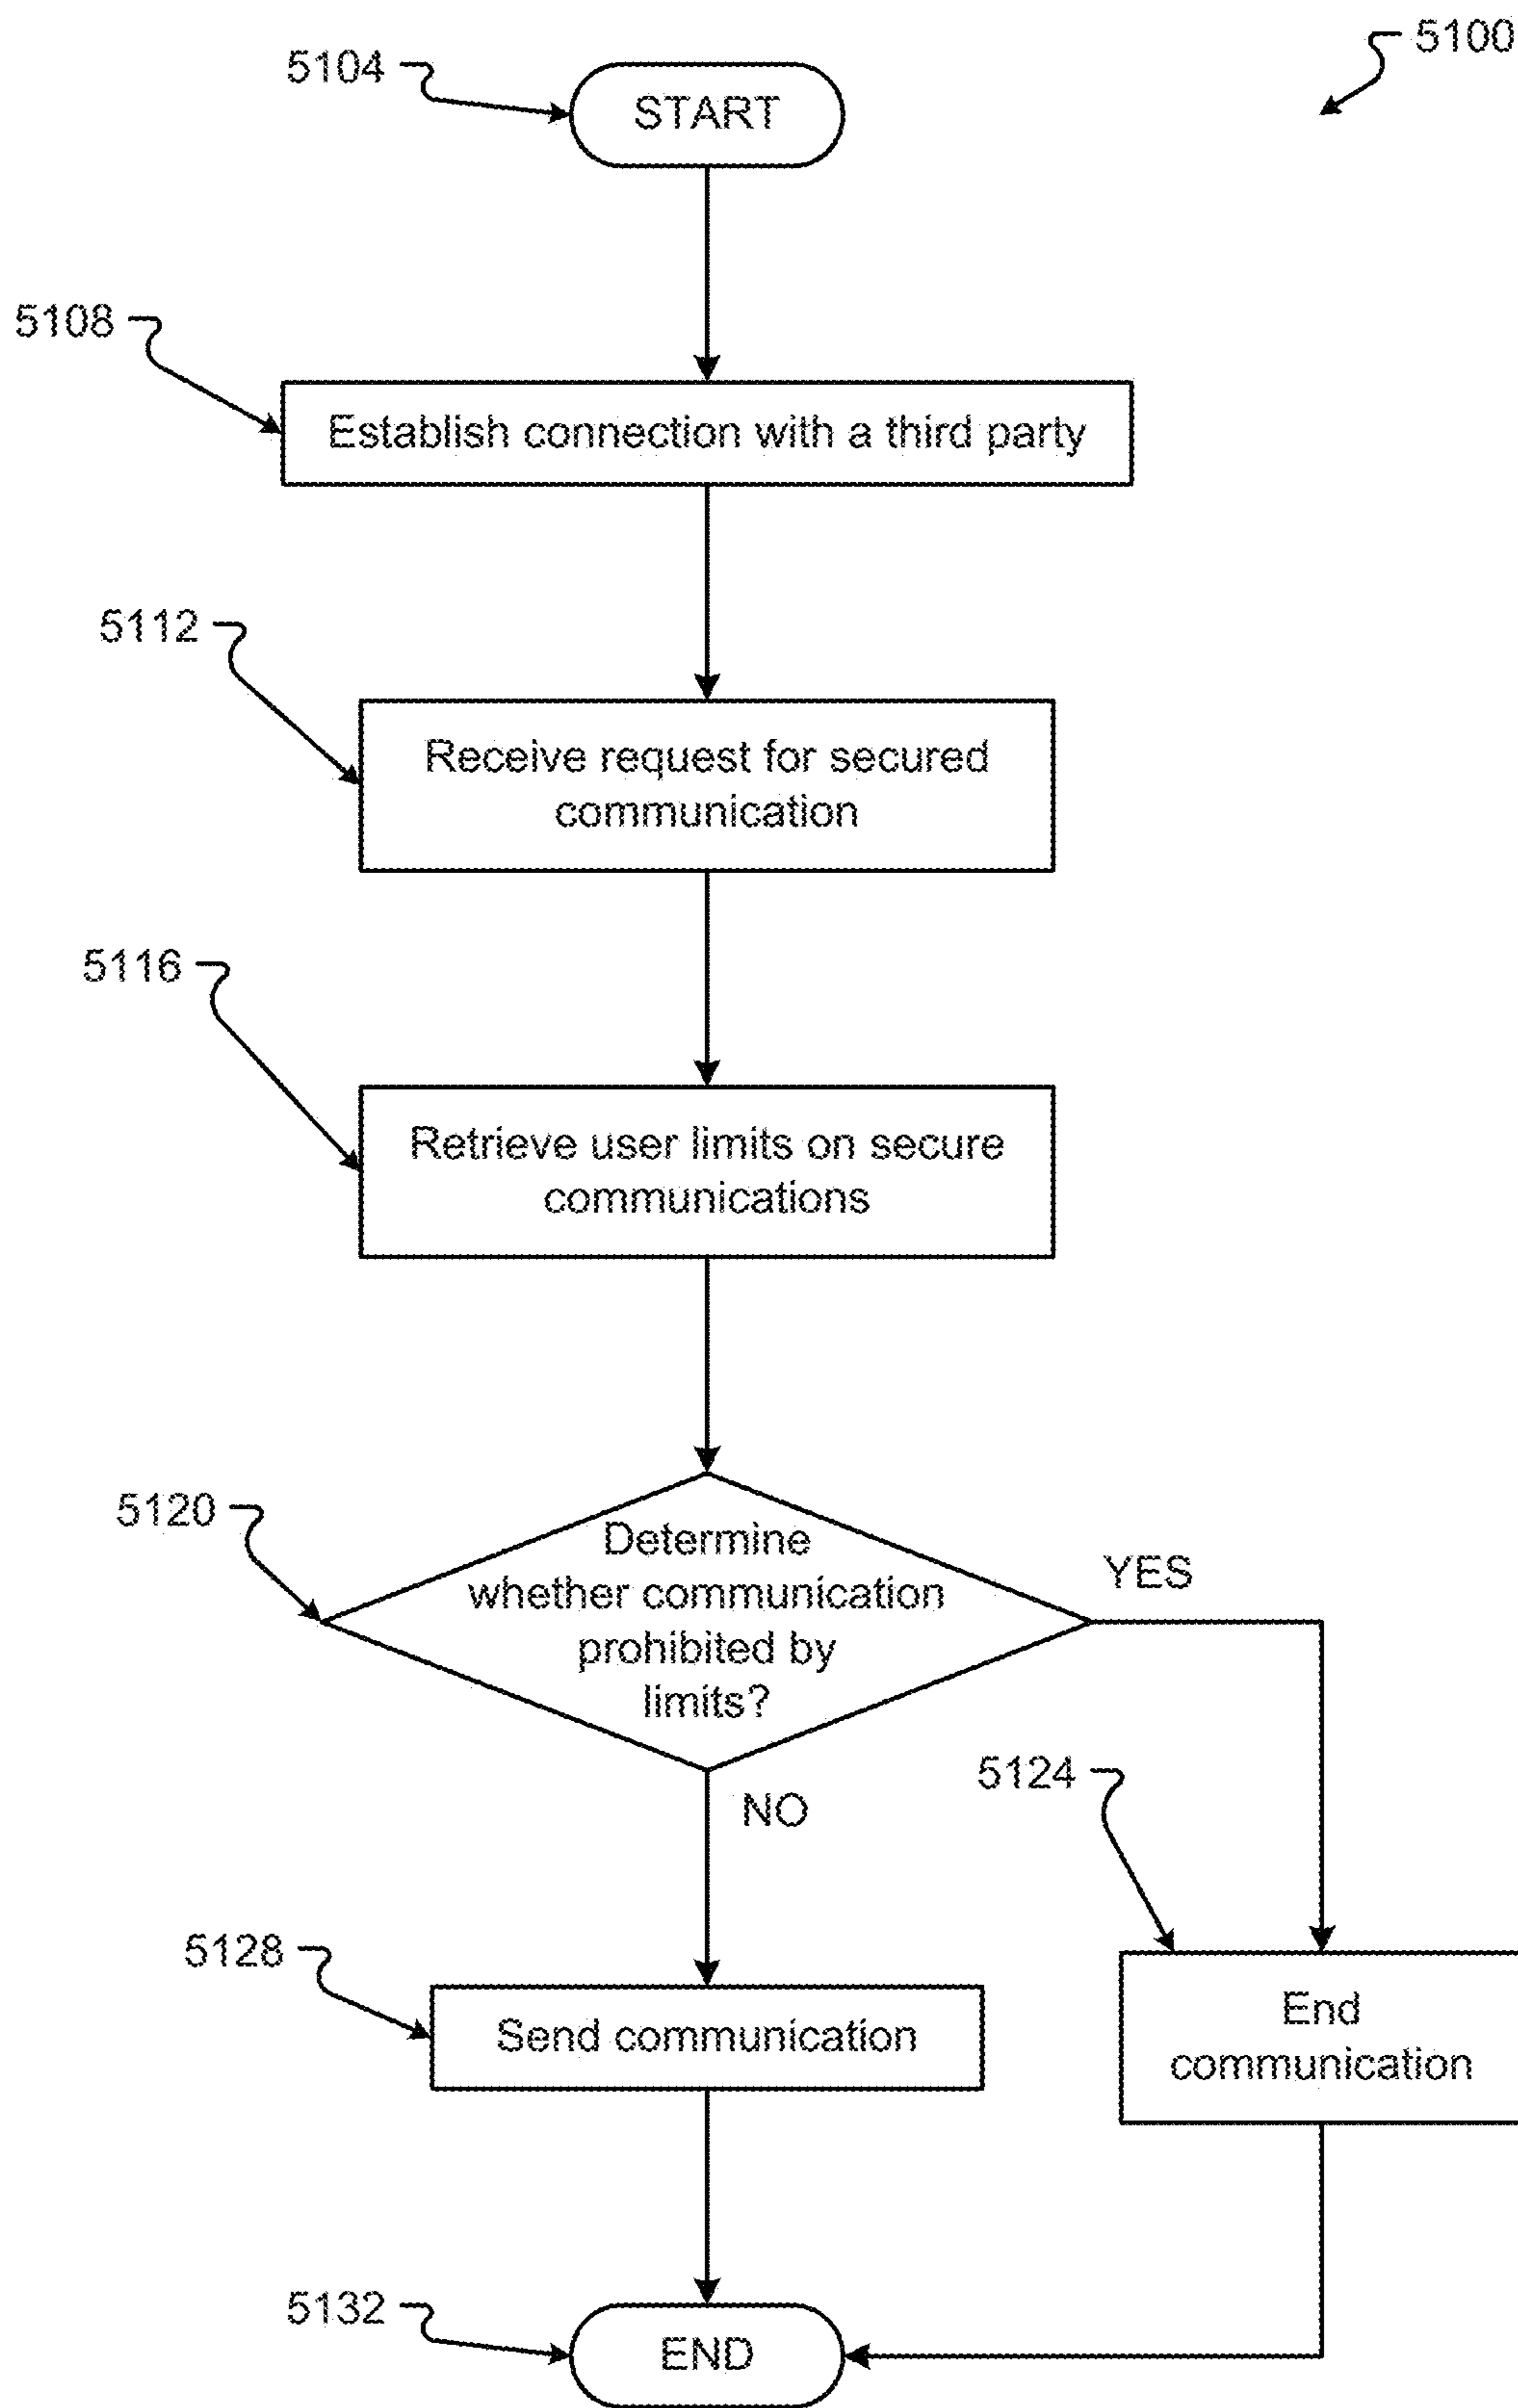 5100
5104
START
5108
Establish connection with a third party
5112
Receive request for secured
communication
5116
Retrieve user limits on secure
communications
5120
Determine
whether communication
prohibited by
limits?
YES
NO
5124
End
communication
5128
Send communication
5132
END